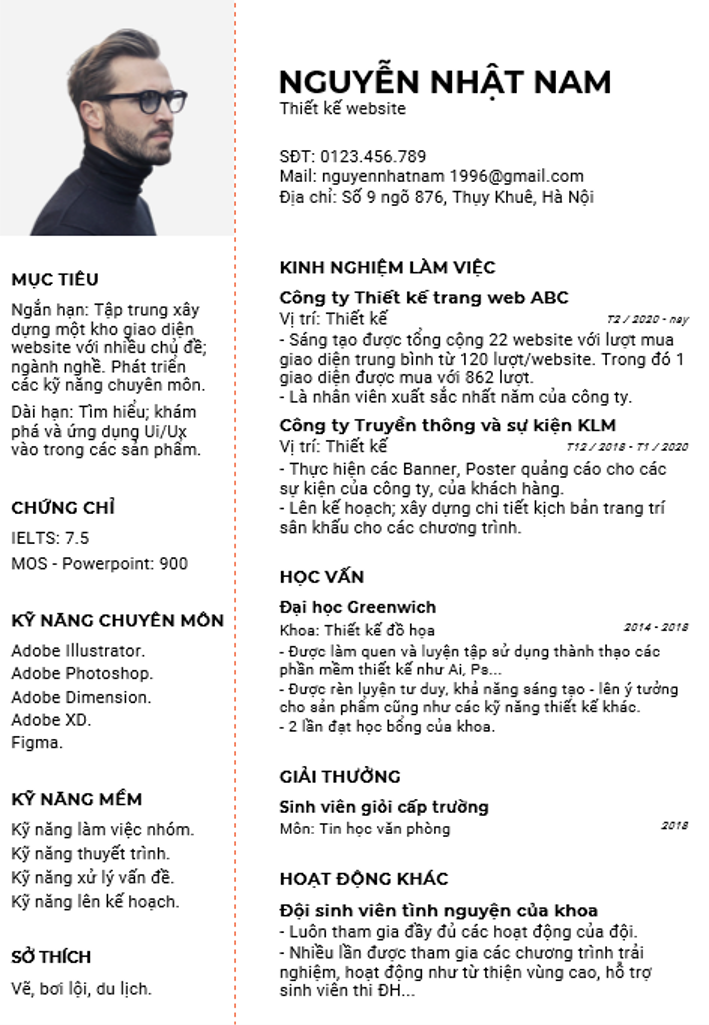 NGUYỄN NHẬT NAM
Thiết kế website
SĐT: 0123.456.789
Mail: nguyennhatnam 1996@gmail.com
Địa chỉ: Số 9 ngõ 876, Thụy Khuê, Hà Nội
MỤC TIÊU
Ngắn hạn: Tập trung xây
dựng một kho giao diện
website với nhiều chủ đề;
ngành nghề. Phát triển
các kỹ năng chuyên môn.
Dài hạn: Tìm hiểu; khám
phá và ứng dụng Ui/Ux
vào trong các sản phẩm.
CHỨNG CHỈ
IELTS: 7.5
MOS - Powerpoint: 900
KỸ NĂNG CHUYÊN MÔN
Adobe Illustrator.
Adobe Photoshop.
Adobe Dimension.
Adobe XD.
Figma.
KỸ NĂNG MỀM
Kỹ năng làm việc nhóm.
Kỹ năng thuyết trình.
Kỹ năng xử lý vấn đề.
Kỹ năng lên kế hoạch.
SỞ THÍCH
Vẽ, bơi lội, du lịch.
KINH NGHIỆM LÀM VIỆC
Công ty Thiết kế trang web ABC
Vị trí: Thiết kế T2 / 2020 - nay
- Sáng tạo được tổng cộng 22 website với lượt mua
giao diện trung bình từ 120 lượt/website. Trong đó 1
giao diện được mua với 862 lượt.
- Là nhân viên xuất sắc nhất năm của công ty.
Công ty Truyền thông và sự kiện KLM
Vị trí: Thiết kế T12 / 2018 - T1 / 2020
- Thực hiện các Banner, Poster quảng cáo cho các
sự kiện của công ty, của khách hàng.
- Lên kế hoạch; xây dựng chi tiết kịch bản trang trí
sân khấu cho các chương trình.
HỌC VẤN
Đại học Greenwich
Khoa: Thiết kế đồ họa 2014 - 2018
- Được làm quen và luyện tập sử dụng thành thạo các
phần mềm thiết kế như Ai, Ps...
- Được rèn luyện tư duy, khả năng sáng tạo - lên ý tưởng
cho sản phẩm cũng như các kỹ năng thiết kế khác.
- 2 lần đạt học bổng của khoa.
GIẢI THƯỞNG
Sinh viên giỏi cấp trường
Môn: Tin học văn phòng 2018
HOẠT ĐỘNG KHÁC
Đội sinh viên tình nguyện của khoa
- Luôn tham gia đầy đủ các hoạt động của đội.
- Nhiều lần được tham gia các chương trình trải
nghiệm, hoạt động như từ thiện vùng cao, hỗ trợ
sinh viên thi ĐH...